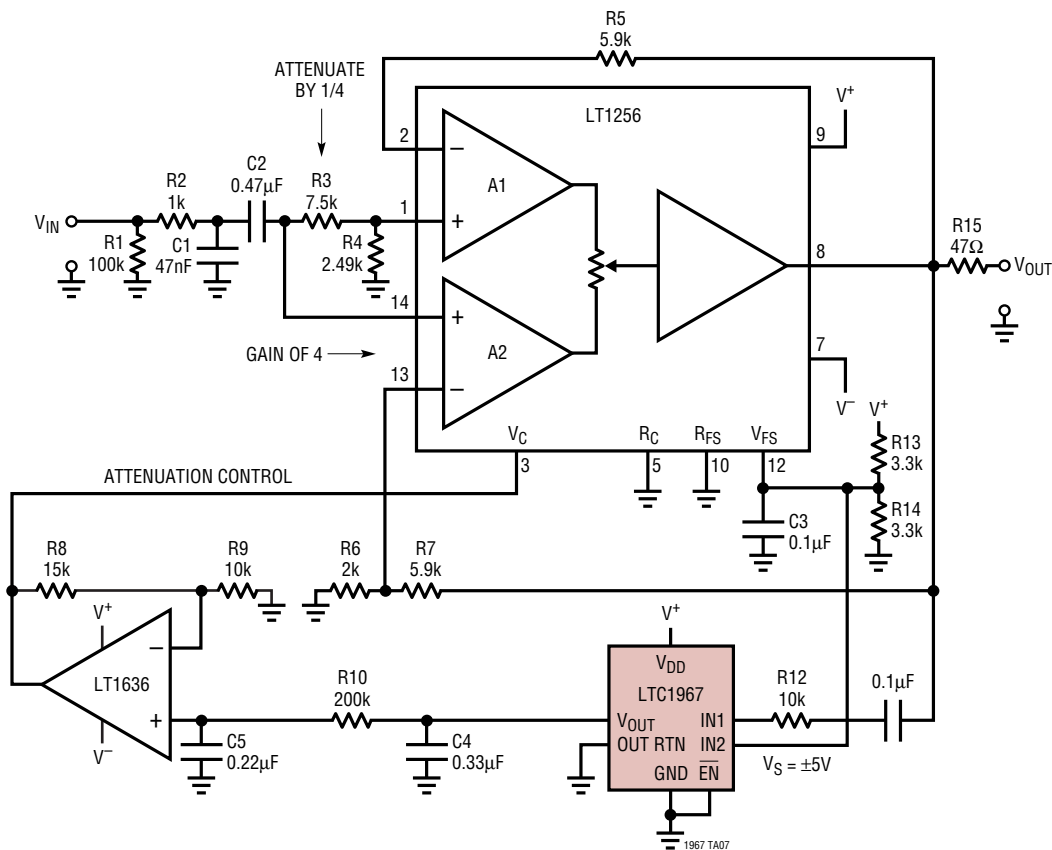 R5
5.9k
ATTENUATE
BY 1/4
LT1256
V+
9
2
−
A1
C2
0.47µF
R3
7.5k
R2
1k
1
+
VIN
R1
100k
C1
47nF
R4
2.49k
R15
47Ω
8
VOUT
14
+
A2
GAIN OF 4
13
−
7
V−
V+
VC
RC
RFS
VFS
3
5
10
12
R13
3.3k
ATTENUATION CONTROL
R14
3.3k
C3
0.1µF
R8
15k
R9
10k
R6
2k
R7
5.9k
V+
−
LT1636
+
V−
V+
VDD
LTC1967
R10
200k
R12
10k
0.1µF
VOUT
IN1
OUT RTN
IN2
GND
EN
VS = ±5V
C5
0.22µF
C4
0.33µF
1967 TA07